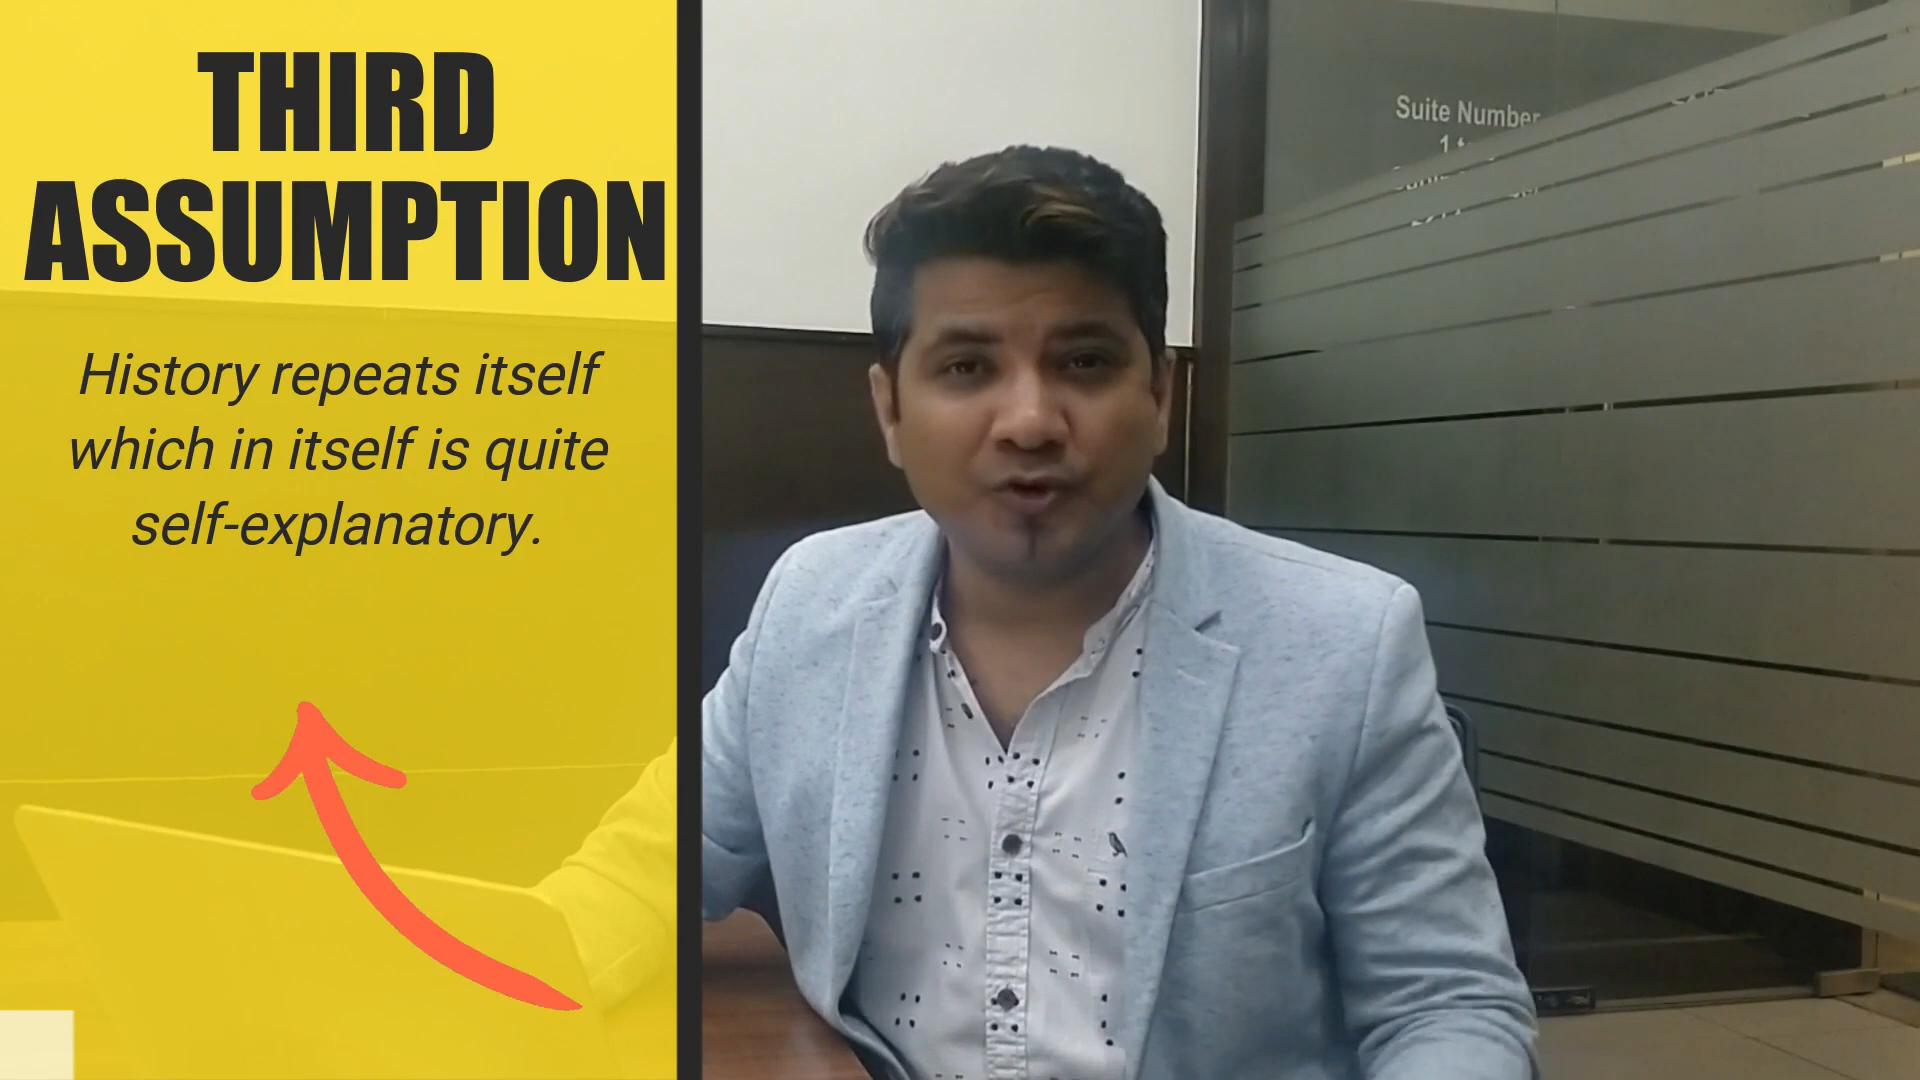 THIRD
ASSUMPTION
History repeats itself
which in itself is quite
self-explanatory.
Suite Number